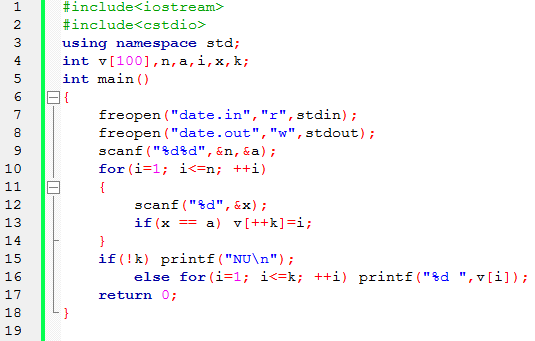 1 #include<iostream>
2 #include<cstdio>
3 using namespace std;
4 int v[100],n,a,i,x,k;
5 int main()
6 {
7 freopen("date.in","r",stdin);
8 freopen("date.out","w",stdout);
9 scanf("%d%d",&n,&a);
10 for(i=1; i<=n; ++i)
11 {
12 scanf("%d",&x);
13 if(x == a) v[++k]=i;
14 }
15 if(!k) printf("NU\n");
16 else for(i=1; i<=k; ++i) printf("%d ",v[i]);
17 return 0;
18 }
19